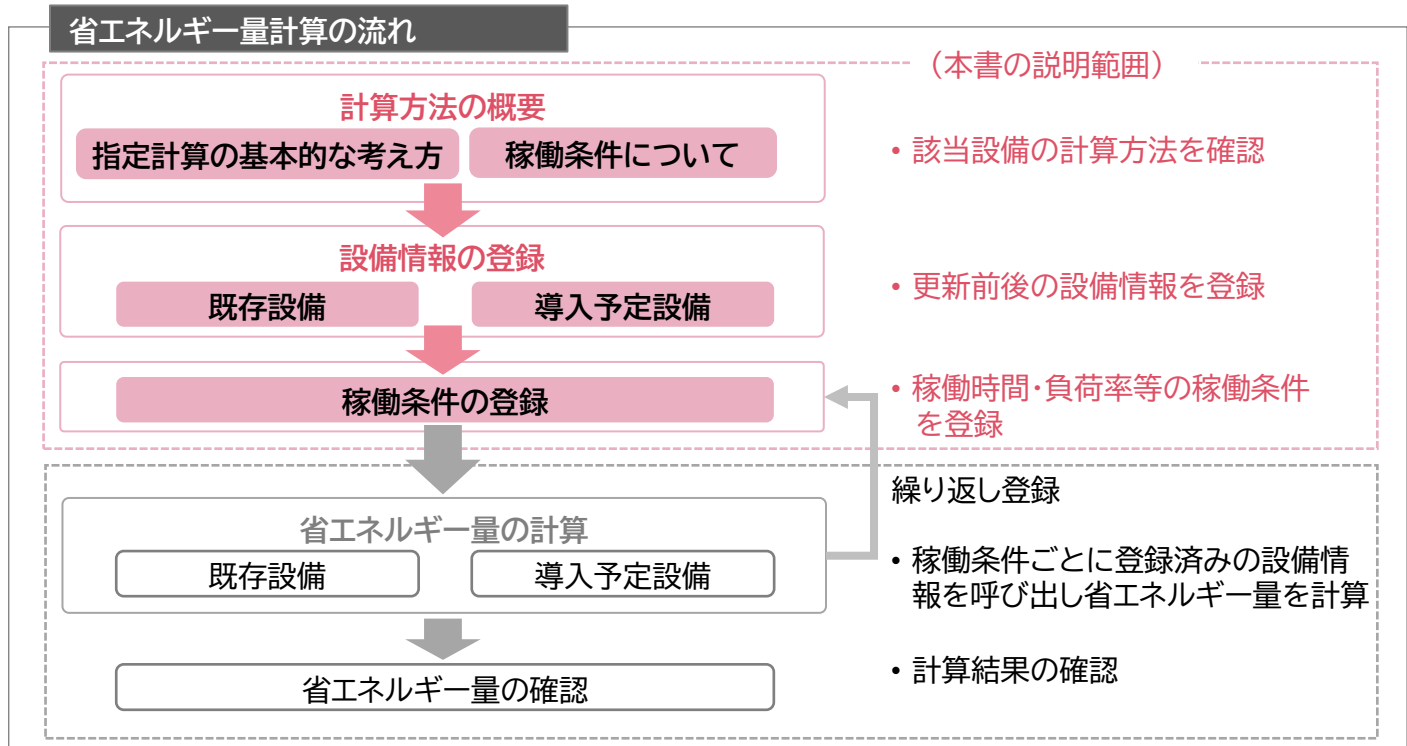 省エネルギー量計算の流れ
（本書の説明範囲）
計算方法の概要
指定計算の基本的な考え方
稼働条件について
• 該当設備の計算方法を確認
設備情報の登録
既存設備
導入予定設備
• 更新前後の設備情報を登録
稼働条件の登録
• 稼働時間・負荷率等の稼働条件
を登録
繰り返し登録
省エネルギー量の計算
既存設備
導入予定設備
• 稼働条件ごとに登録済みの設備情
報を呼び出し省エネルギー量を計算
省エネルギー量の確認
• 計算結果の確認